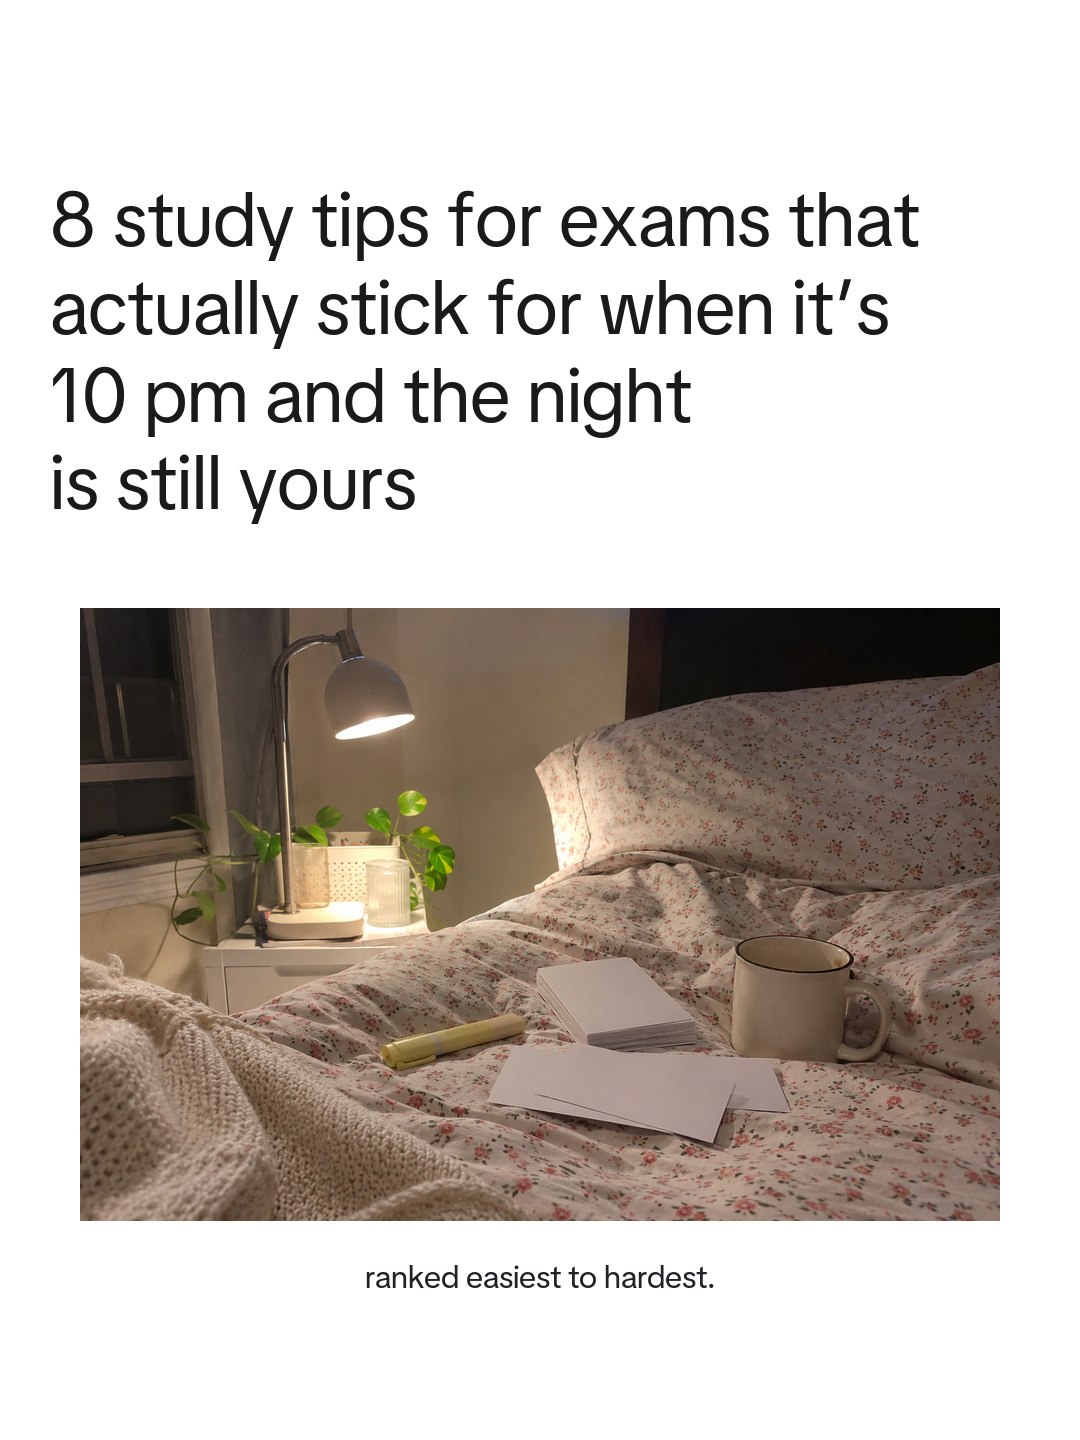 8 study tips for exams that
actually stick for when it’s
10 pm and the night
is still yours
ranked easiest to hardest.